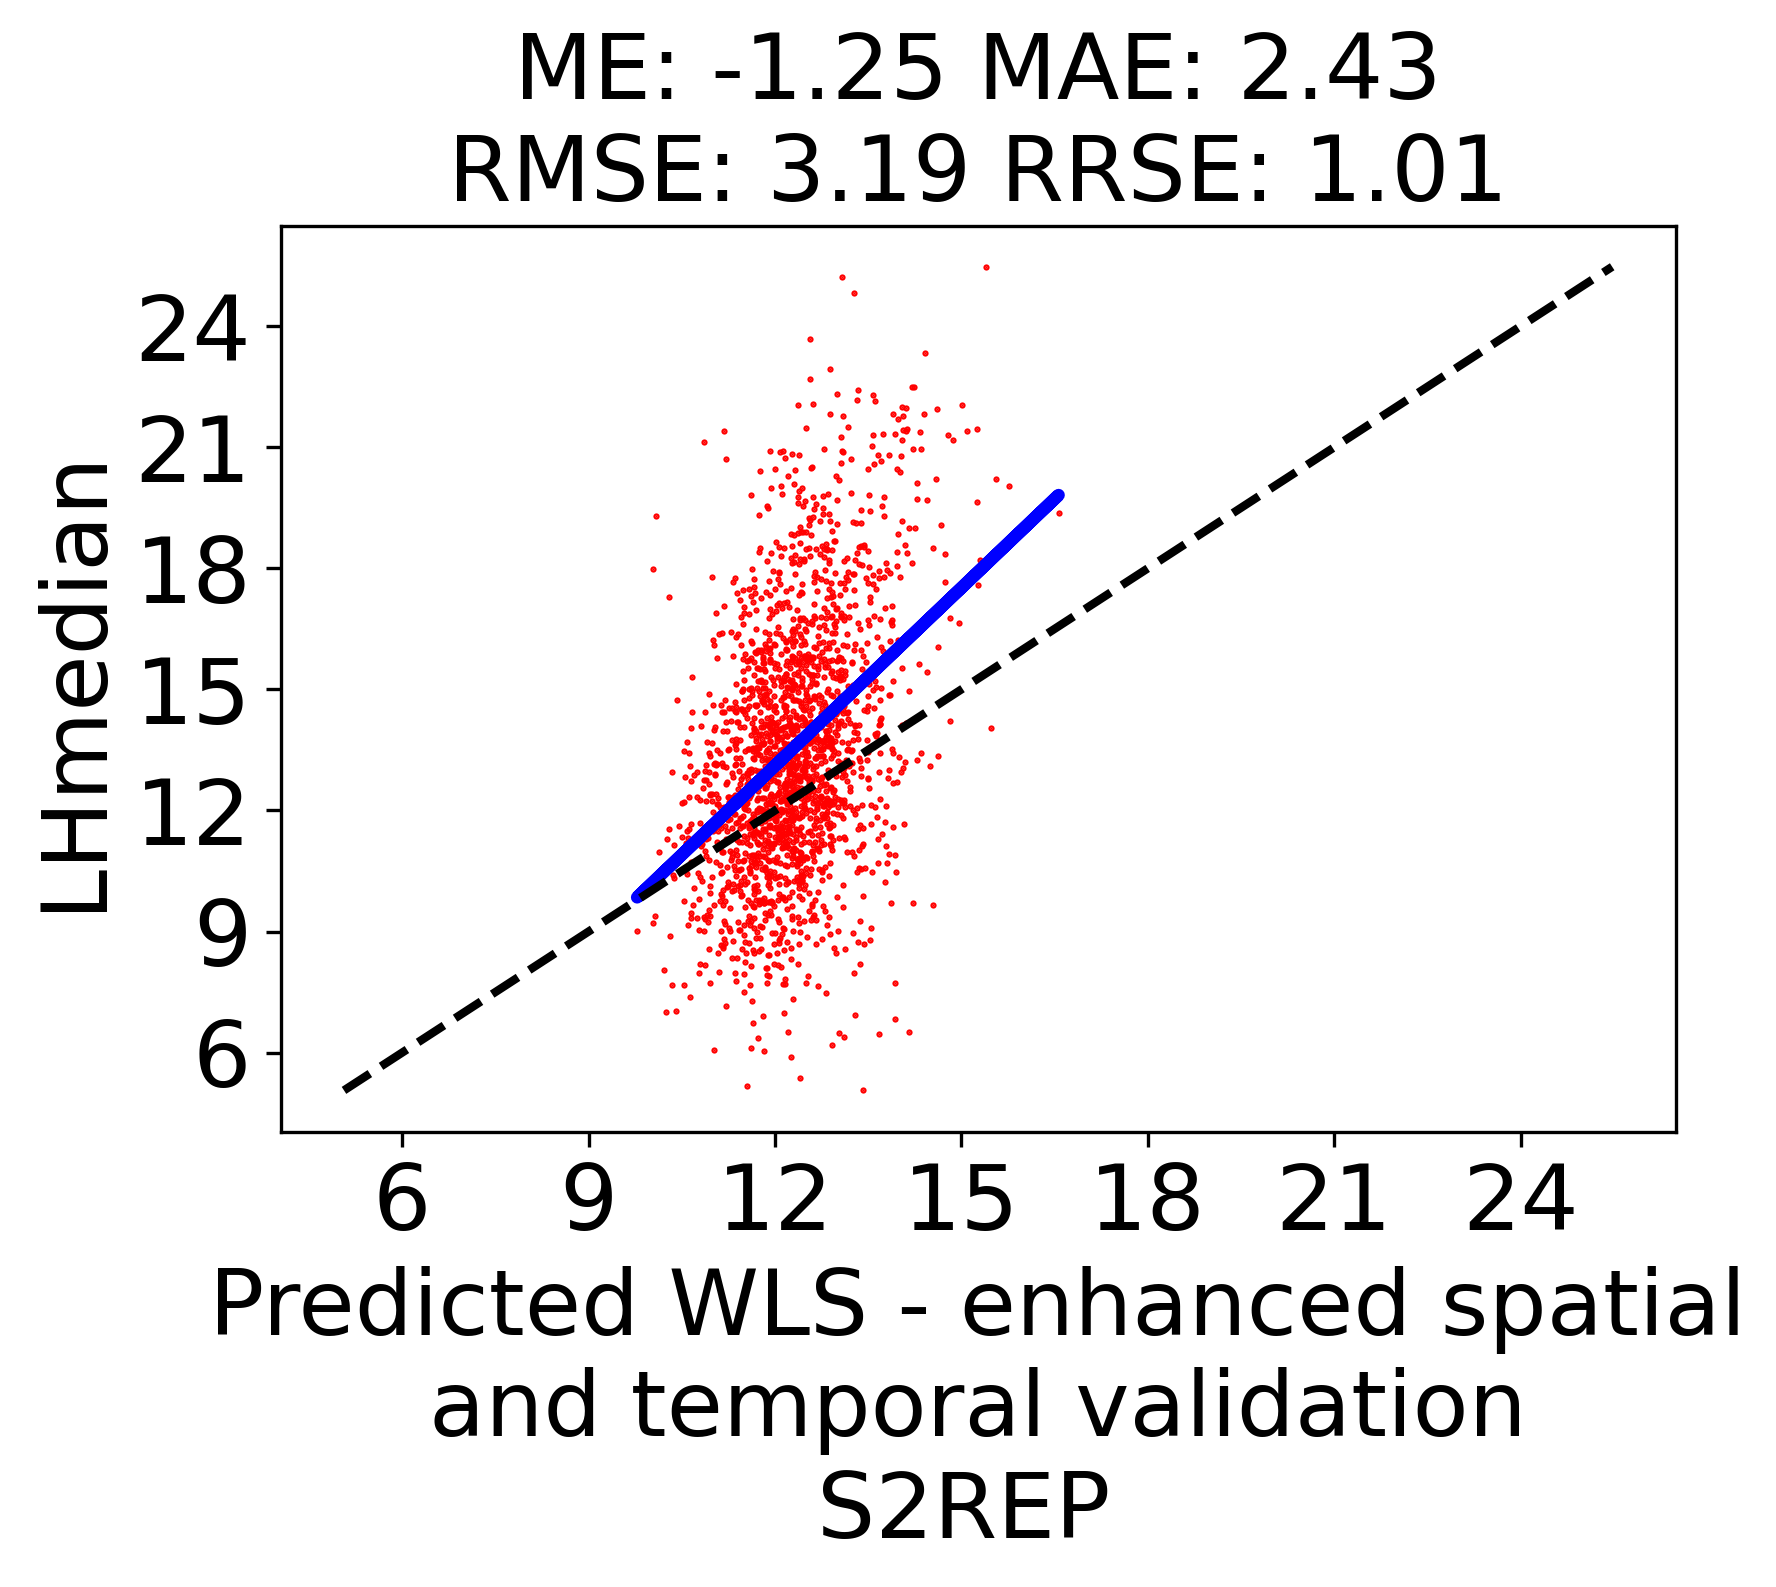 ME: -1.25 MAE: 2.43
RMSE: 3.19 RRSE: 1.01
24
21
18
15
12
9
6
LHmedian
6 9 12 15 18 21 24
Predicted WLS - enhanced spatial
and temporal validation
S2REP